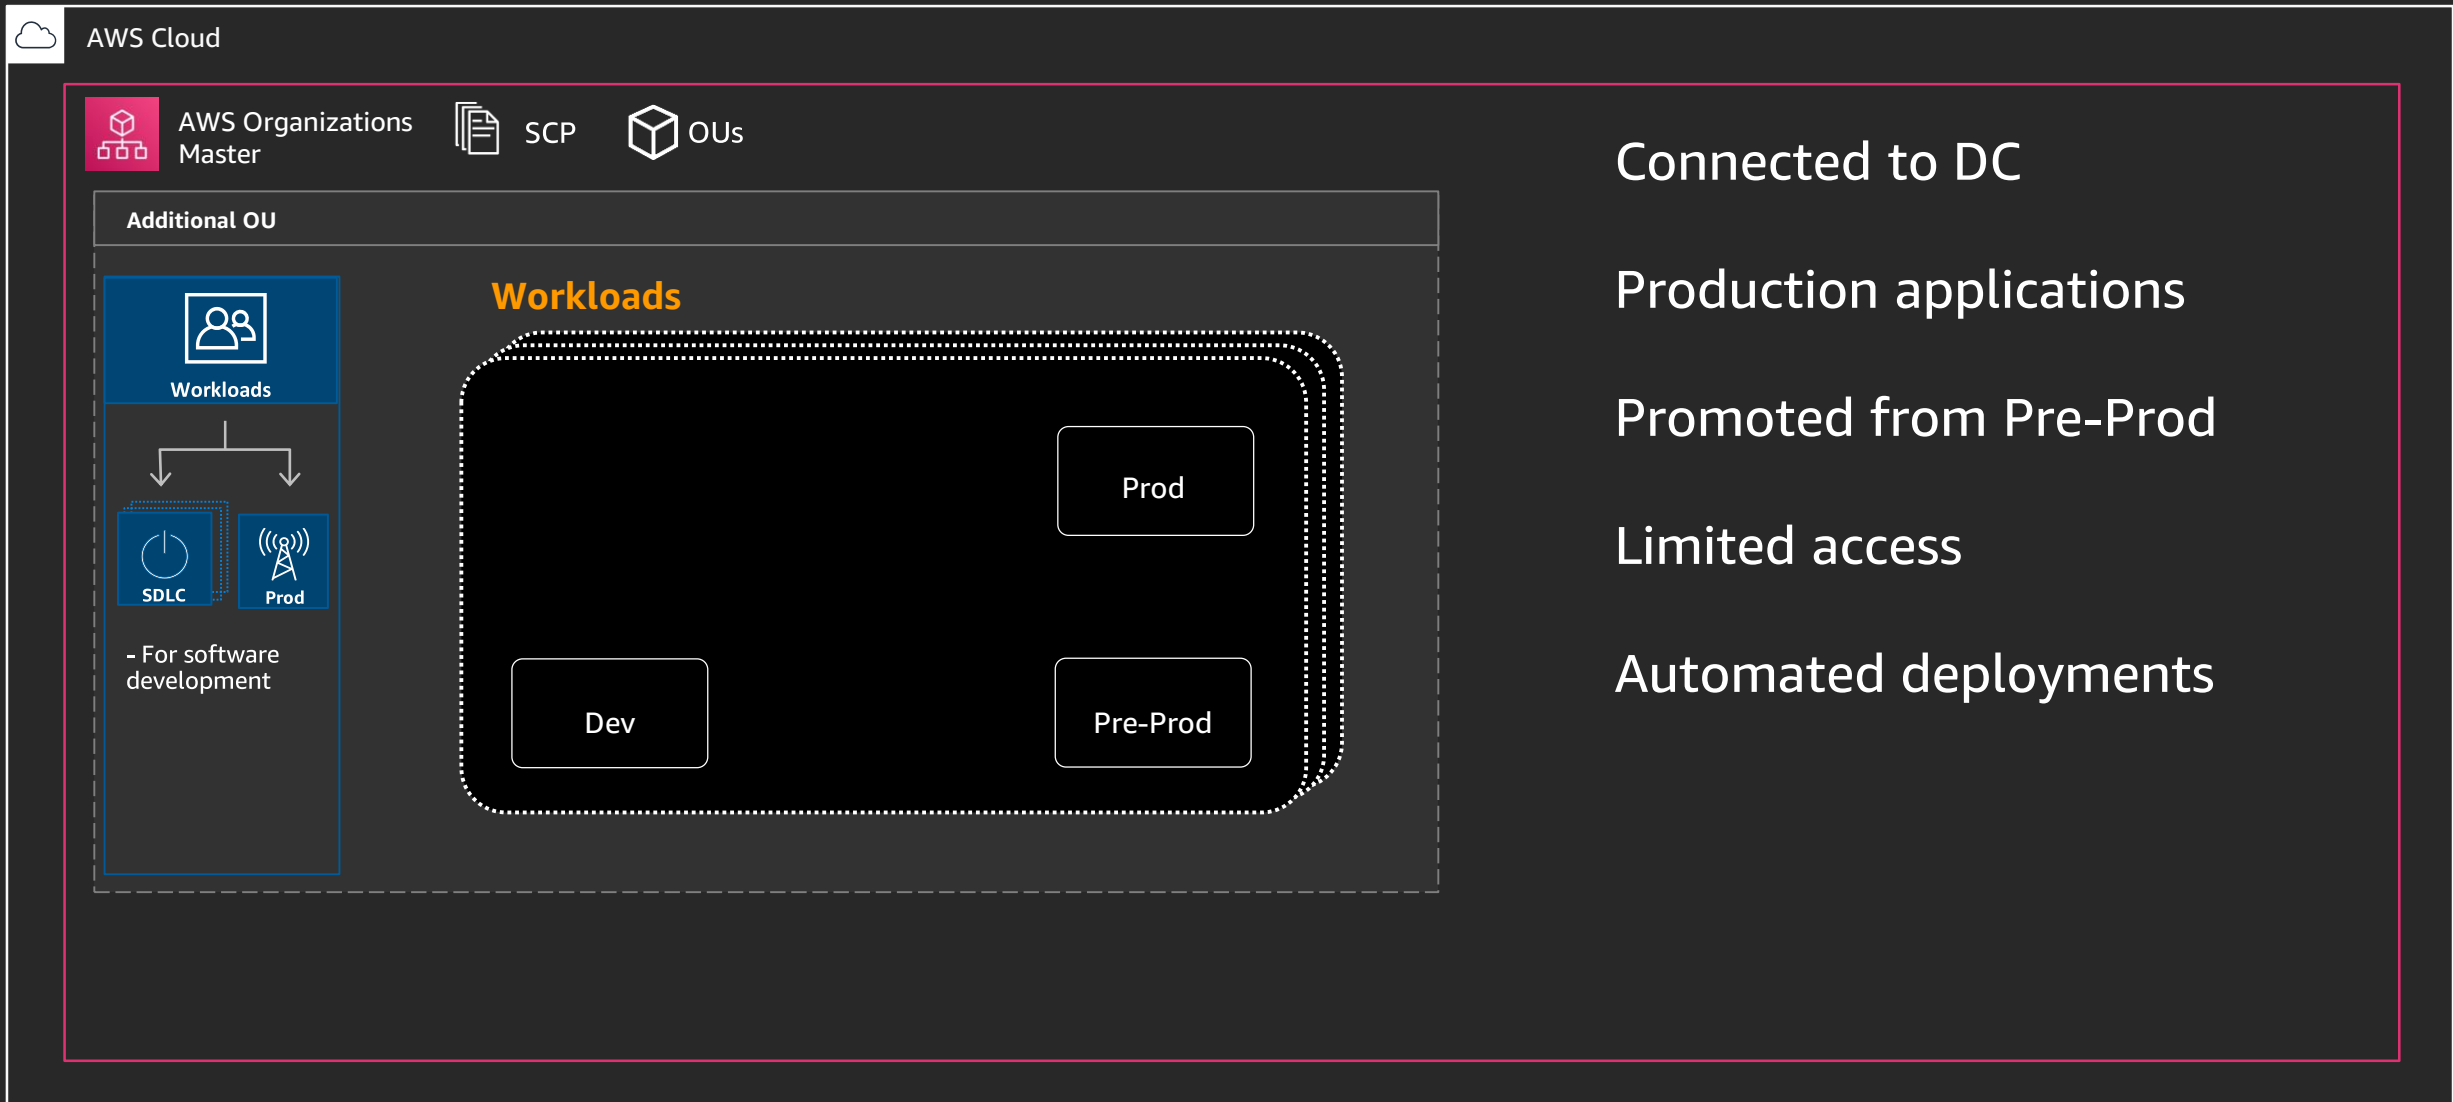 AWS Cloud
AWS Organizations
Master
SCP
OUs
Additional OU
Workloads
SDLC
Prod
- For software
development
Workloads
Prod
Dev
Pre-Prod
Connected to DC
Production applications
Promoted from Pre-Prod
Limited access
Automated deployments